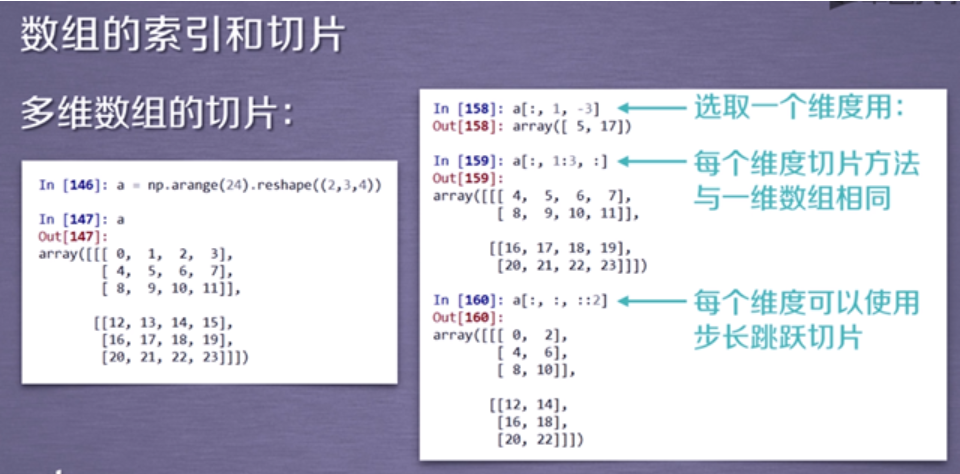 数组的索引和切片
多维数组的切片：
In [146]: a = np.arange(24).reshape((2,3,4))
In [147]: a
Out[147]:
array([[[ 0,  1,  2,  3],
        [ 4,  5,  6,  7],
        [ 8,  9, 10, 11]],
       [[12, 13, 14, 15],
        [16, 17, 18, 19],
        [20, 21, 22, 23]]])
In [158]: a[:, 1, -3]
Out[158]: array([ 5, 17])
选取一个维度用：
In [159]: a[:, 1:3, :]
Out[159]:
array([[[ 4,  5,  6,  7],
        [ 8,  9, 10, 11]],
       [[16, 17, 18, 19],
        [20, 21, 22, 23]]])
每个维度切片方法
与一维数组相同
In [160]: a[:, :, ::2]
Out[160]:
array([[[ 0,  2],
        [ 4,  6],
        [ 8, 10]],
       [[12, 14],
        [16, 18],
        [20, 22]]])
每个维度可以使用
步长跳跃切片